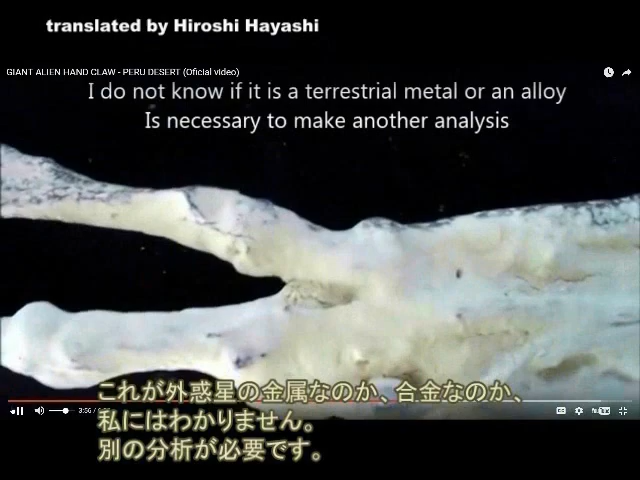 translated by Hiroshi Hayashi
GIANT ALIEN HAND CLAW - PERU DESERT (Oficial video)
I do not know if it is a terrestrial metal or an alloy
Is necessary to make another analysis
これが外惑星の金属なのか、合金なのか、
私にはわかりません。
3:56 /
別の分析が必要です。